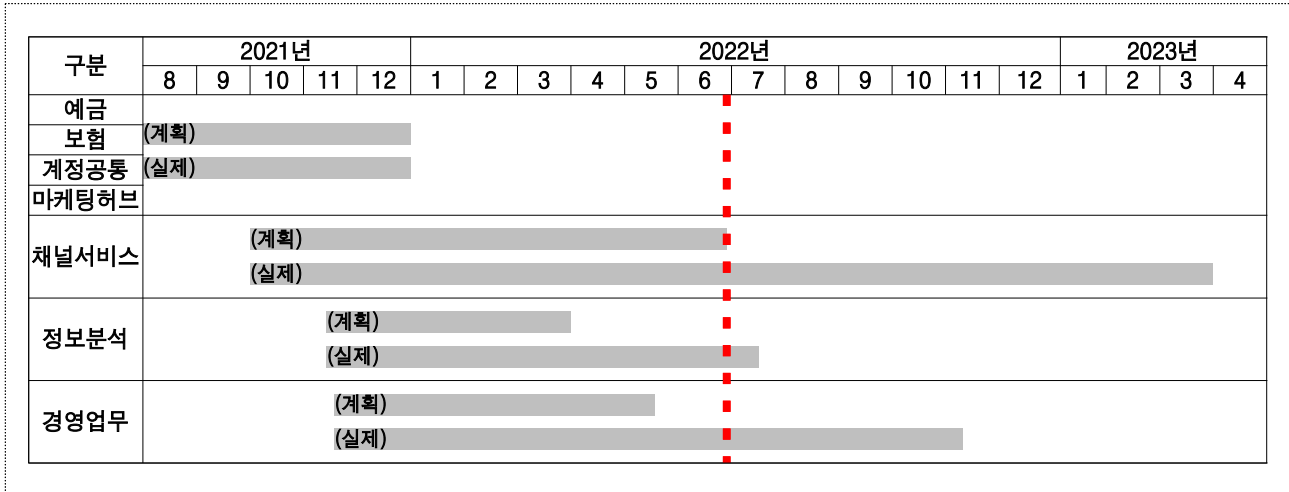 구분 2021년 2022년 2023년
8 9 10 11 12 1 2 3 4 5 6 7 8 9 10 11 12 1 2 3 4
예금
보험 (계획)
계정공통 (실제)
마케팅허브
채널서비스 (계획)
(실제)
정보분석 (계획)
(실제)
경영업무 (계획)
(실제)